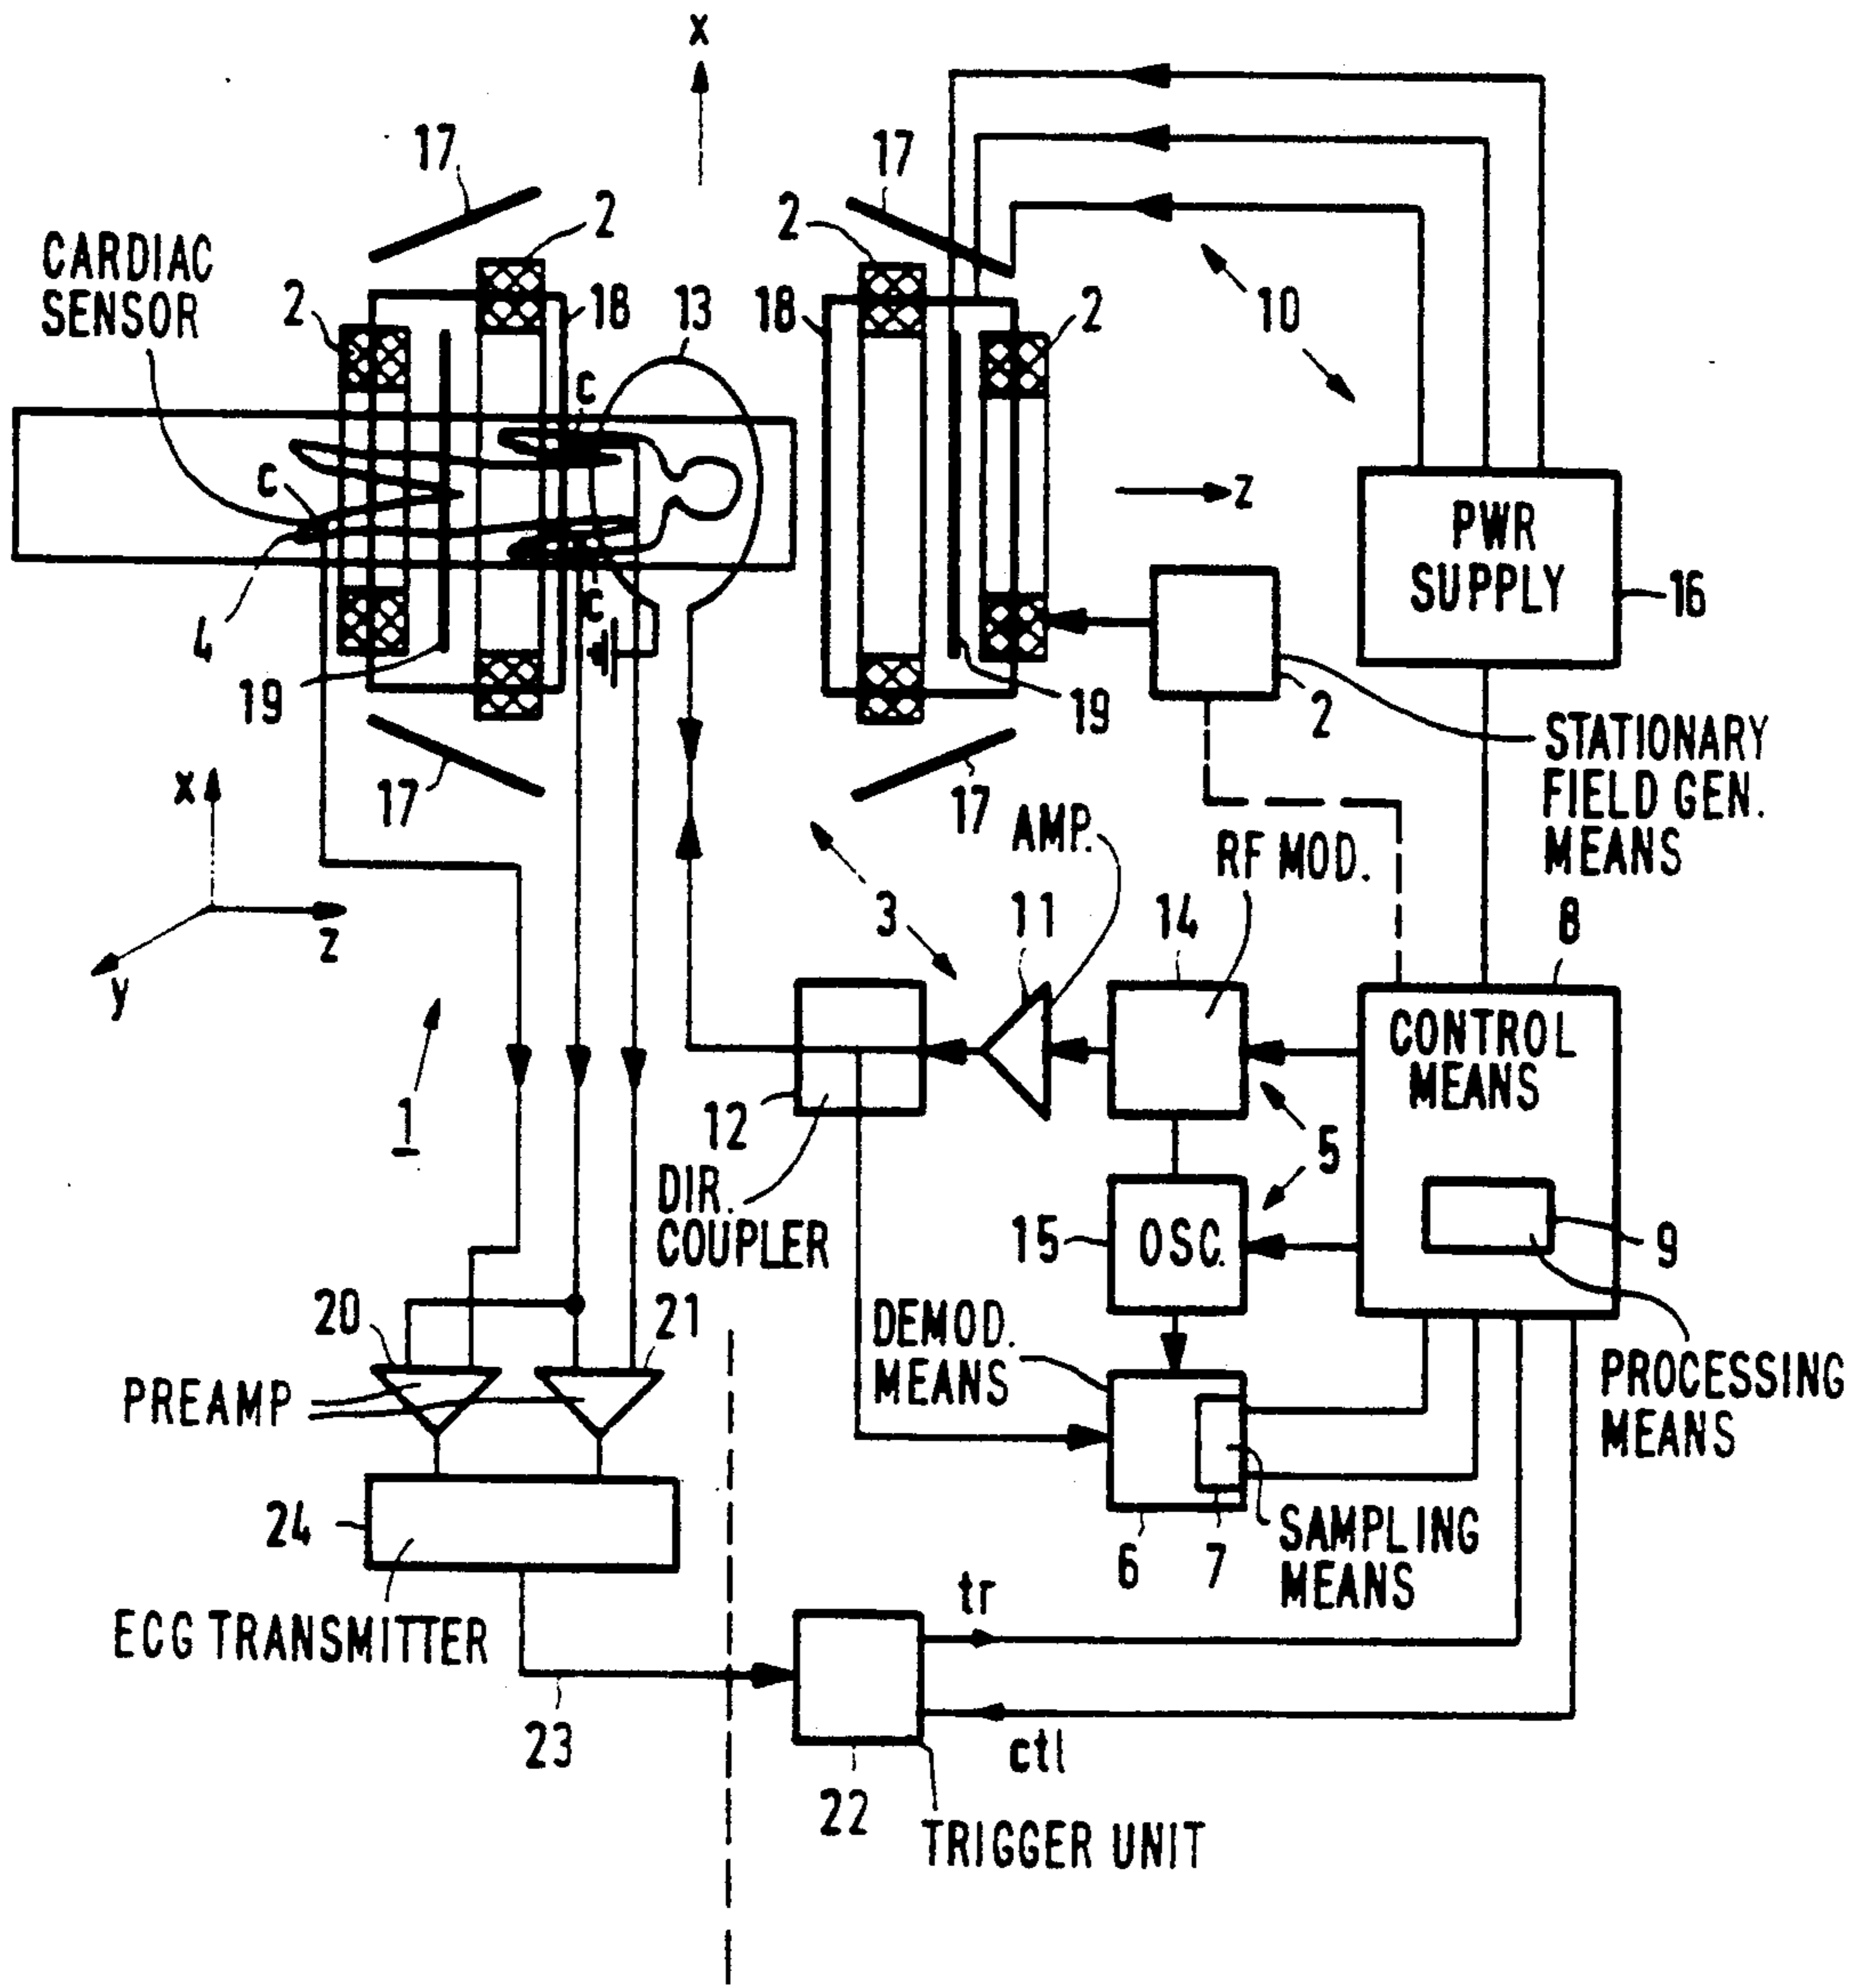 x
17
17
2
2
CARDIAC
SENSOR
2
18
13
18
2
10
c
c
z
PWR
SUPPLY
16
4
c
19
19
2
STATIONARY
FIELD GEN.
MEANS
x
17
17
AMP.
RF MOD.
z
y
3
11
14
8
CONTROL
MEANS
1
12
DIR.
COUPLER
5
15
OSC.
9
20
21
DEMOD.
MEANS
PROCESSING
MEANS
PREAMP
24
6
7
SAMPLING
MEANS
ECG TRANSMITTER
tr
23
ctl
22
TRIGGER UNIT